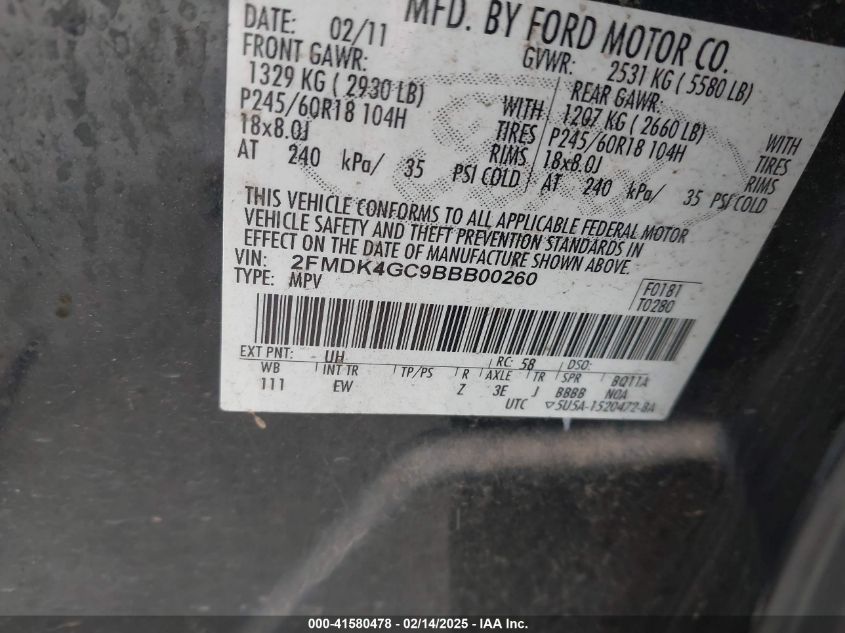 MFD. BY FORD MOTOR CO.
DATE: 02/11 GVWR: 2531 KG ( 5580 LB)
FRONT GAWR: REAR GAWR:
1329 KG ( 2930 LB) WITH 1207 KG ( 2660 LB) WITH
P245/60R18 104H TIRES P245/60R18 104H TIRES
18x8.0J RIMS 18x8.0J RIMS
AT 240 kPa/ 35 PSI COLD AT 240 kPa/ 35 PSI COLD
THIS VEHICLE CONFORMS TO ALL APPLICABLE FEDERAL MOTOR
VEHICLE SAFETY AND THEFT PREVENTION STANDARDS IN
EFFECT ON THE DATE OF MANUFACTURE SHOWN ABOVE.
VIN: 2FMDK4GC9BBB00260
TYPE: MPV
F0181
T0280
EXT PNT: UH RC: 58 DSO:
WB INT TR TP/PS R AXLE TR SPR BQ11A
111 EW Z 3E J BBBB NOA
UTC ▽5U5A-1520472-BA
000-41580478 - 02/14/2025 - IAA Inc.